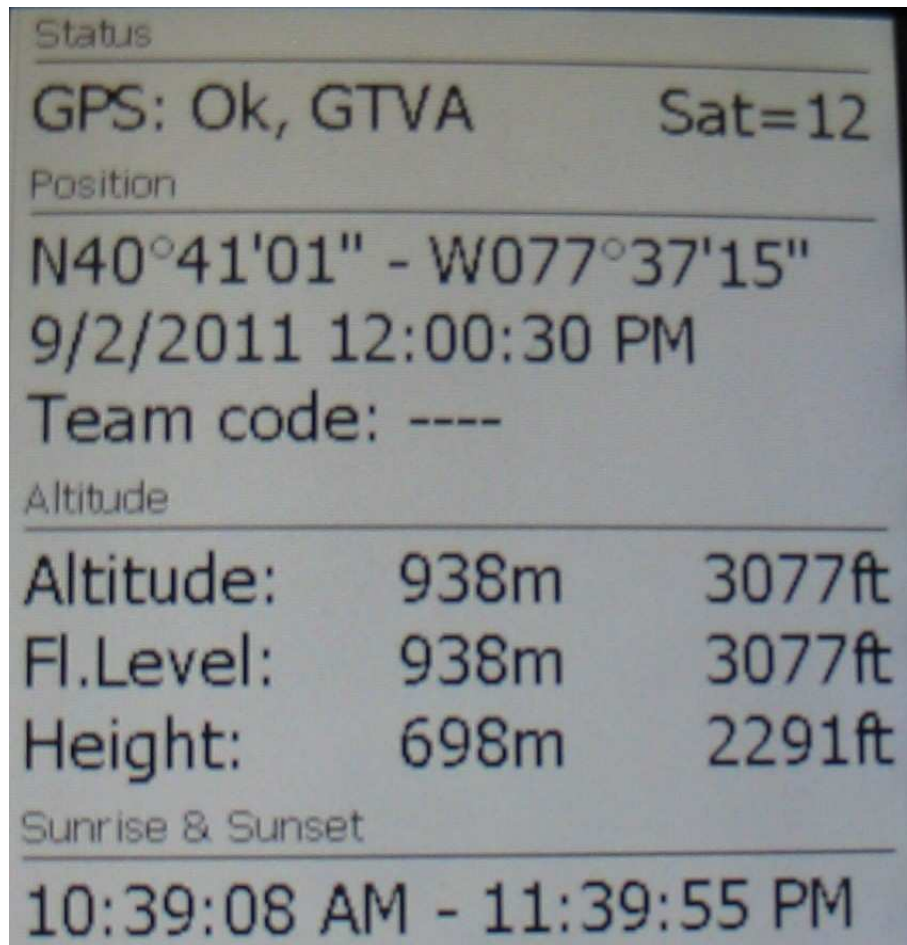 Status
GPS: Ok, GTVA Sat=12
Position
N40°41'01" - W077°37'15"
9/2/2011 12:00:30 PM
Team code: ----
Altitude
Altitude: 938m 3077ft
Fl.Level: 938m 3077ft
Height: 698m 2291ft
Sunrise & Sunset
10:39:08 AM - 11:39:55 PM